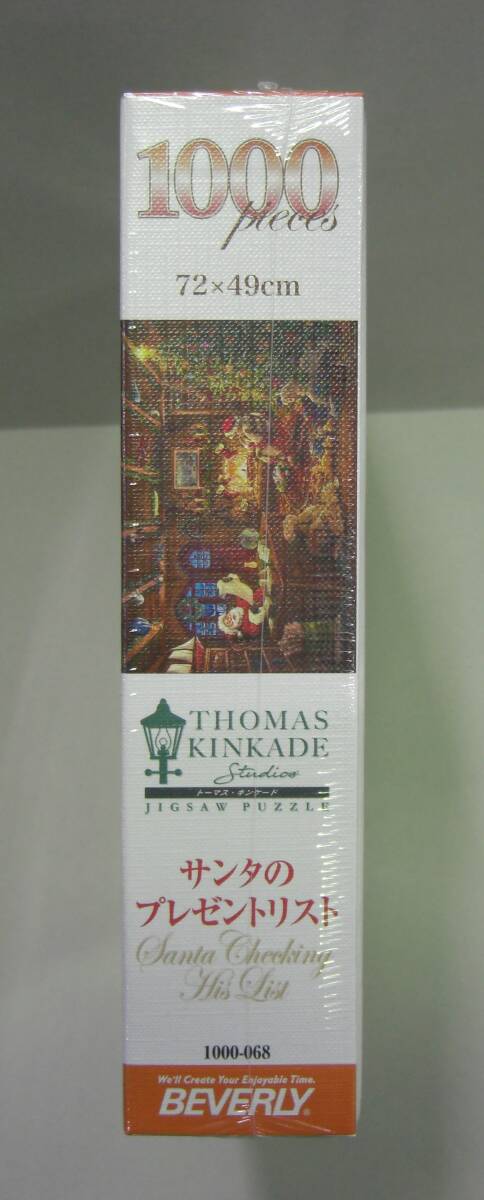 1000
pieces
72×49cm
THOMAS
KINKADE
Studios
トーマス・キンケード
JIGSAW PUZZLE
サンタの
プレゼントリスト
Santa Checking
His List
1000-068
We'll Create Your Enjoyable Time.
BEVERLY®